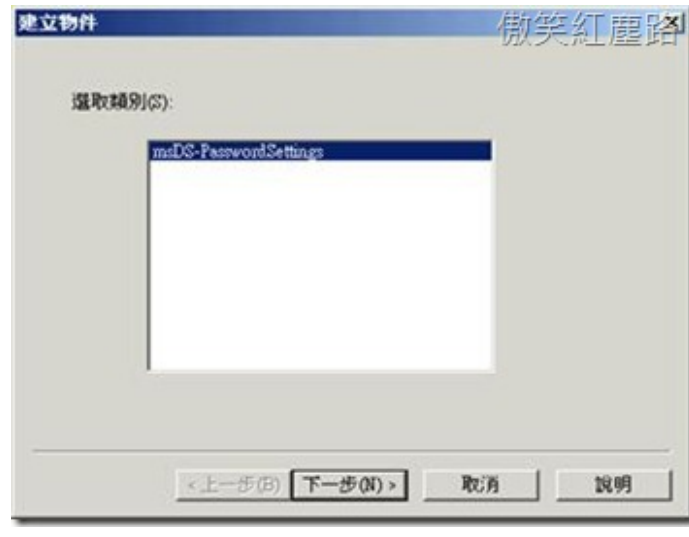 建立物件
傲笑紅塵路
選取類別(S):
msDS-PasswordSettings
<上一步(B)
下一步(N) >
取消
說明